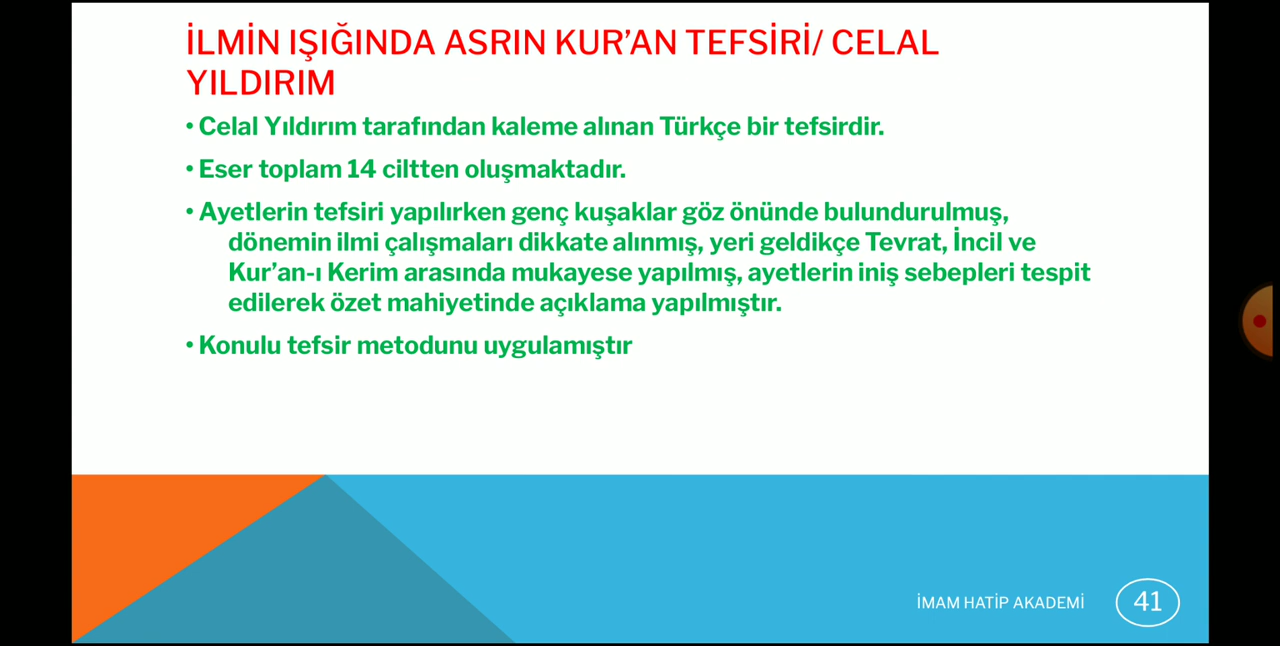 İLMİN IŞIĞINDA ASRIN KUR’AN TEFSİRİ/ CELAL
YILDIRIM
• Celal Yıldırım tarafından kaleme alınan Türkçe bir tefsirdir.
• Eser toplam 14 ciltten oluşmaktadır.
• Ayetlerin tefsiri yapılırken genç kuşaklar göz önünde bulundurulmuş,
dönemin ilmi çalışmaları dikkate alınmış, yeri geldikçe Tevrat, İncil ve
Kur’an-ı Kerim arasında mukayese yapılmış, ayetlerin iniş sebepleri tespit
edilerek özet mahiyetinde açıklama yapılmıştır.
• Konulu tefsir metodunu uygulamıştır
İMAM HATİP AKADEMİ
41